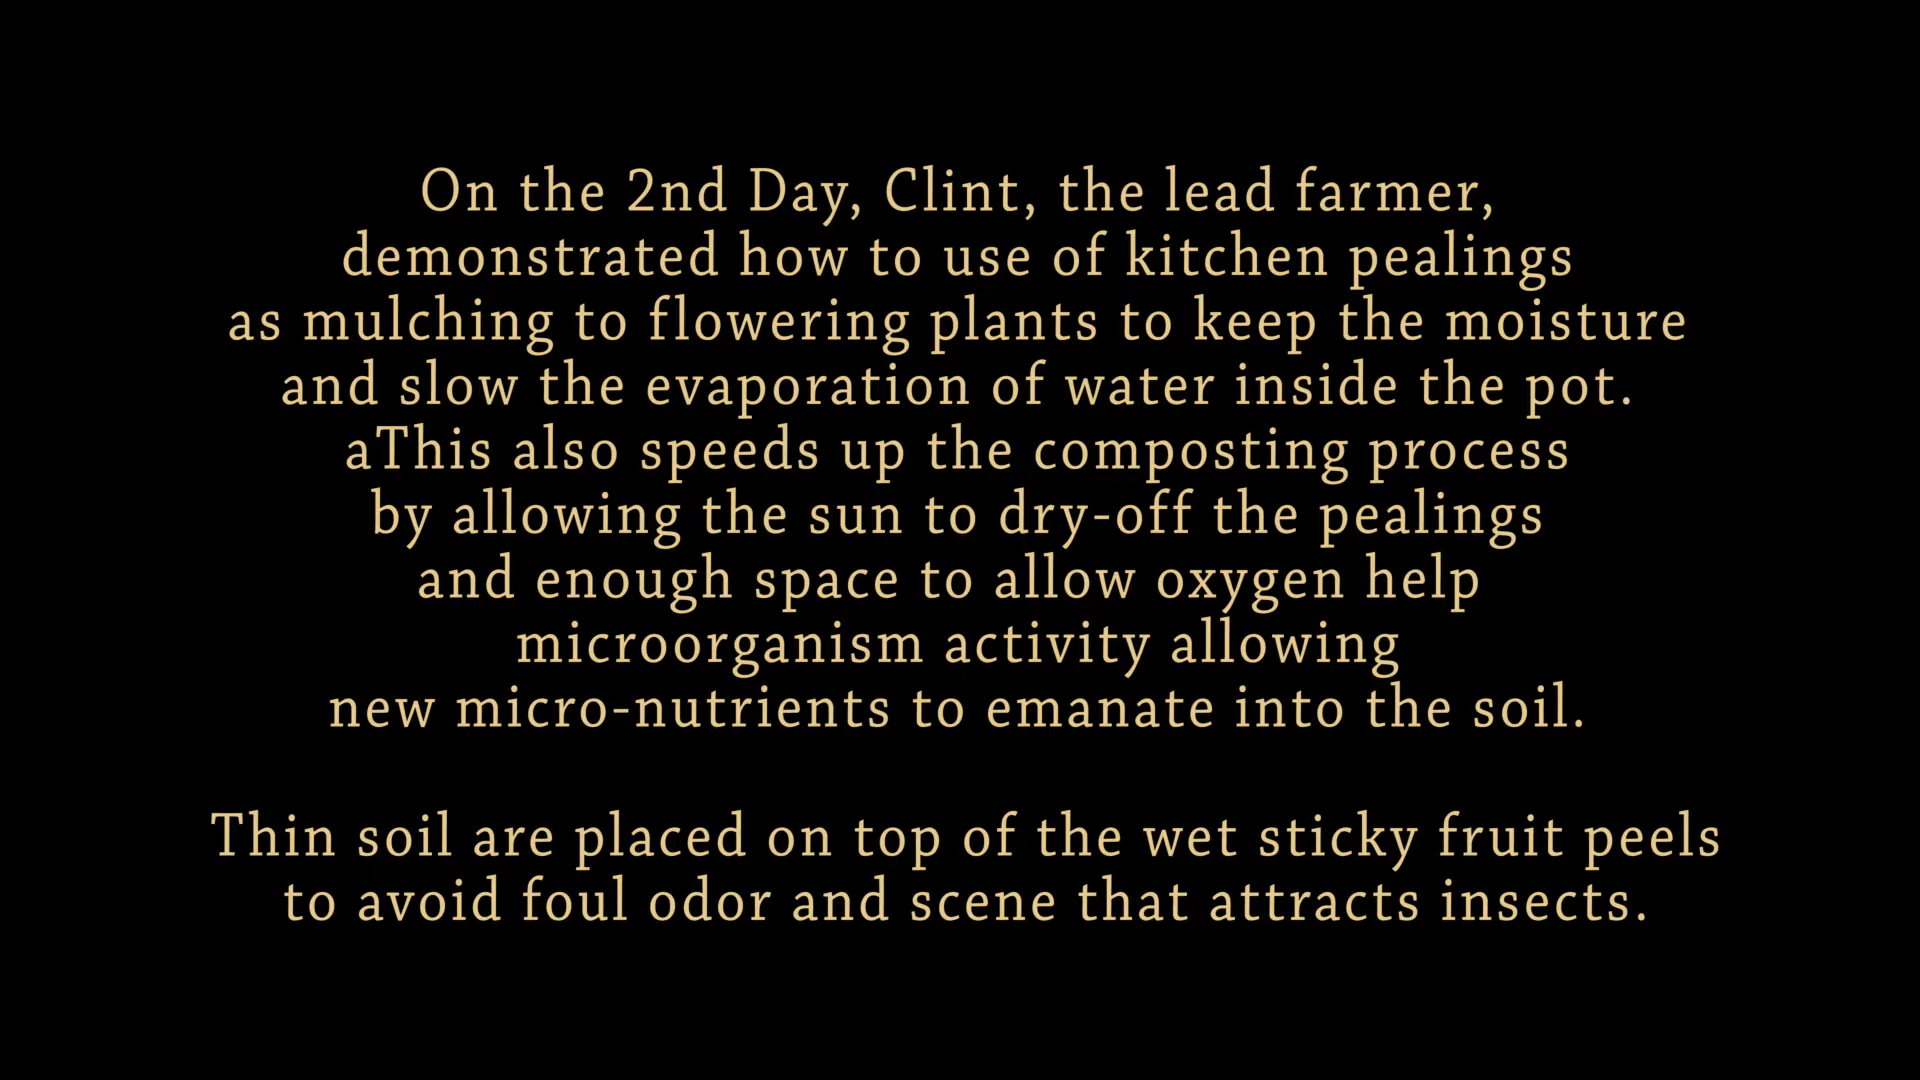 On the 2nd Day, Clint, the lead farmer,
demonstrated how to use of kitchen pealings
as mulching to flowering plants to keep the moisture
and slow the evaporation of water inside the pot.
aThis also speeds up the composting process
by allowing the sun to dry-off the pealings
and enough space to allow oxygen help
microorganism activity allowing
new micro-nutrients to emanate into the soil.
Thin soil are placed on top of the wet sticky fruit peels
to avoid foul odor and scene that attracts insects.